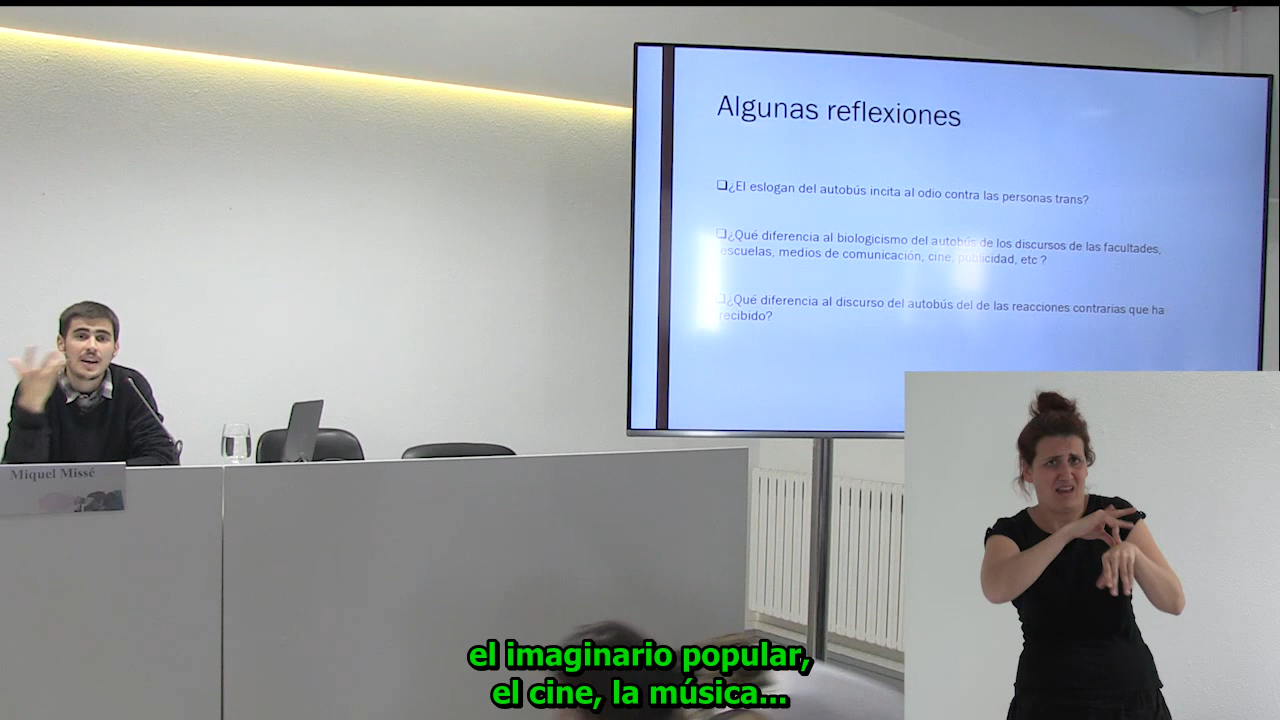 Algunas reflexiones
❑¿El eslogan del autobús incita al odio contra las personas trans?
❑¿Qué diferencia al biologicismo del autobús de los discursos de las facultades,
escuelas, medios de comunicación, cine, publicidad, etc ?
❑¿Qué diferencia al discurso del autobús del de las reacciones contrarias que ha
recibido?
Miquel Missé
el imaginario popular,
el cine, la música...